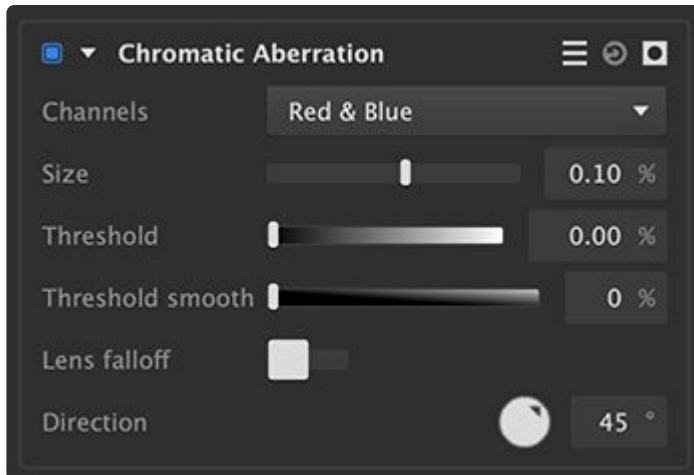 Chromatic Aberration
Channels Red & Blue
Size 0.10 %
Threshold 0.00 %
Threshold smooth 0 %
Lens falloff
Direction 45 °